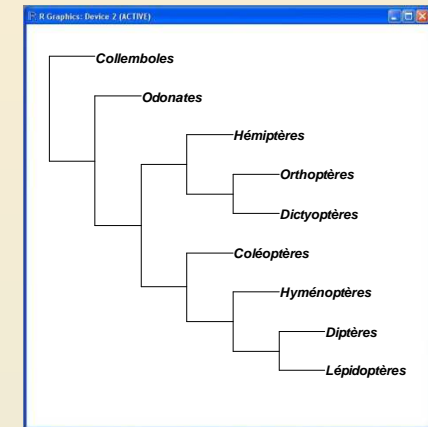 R Graphics: Device 2 (ACTIVE)
Collemboles
Odonates
Hémiptères
Orthoptères
Dictyoptères
Coléoptères
Hyménoptères
Diptères
Lépidoptères